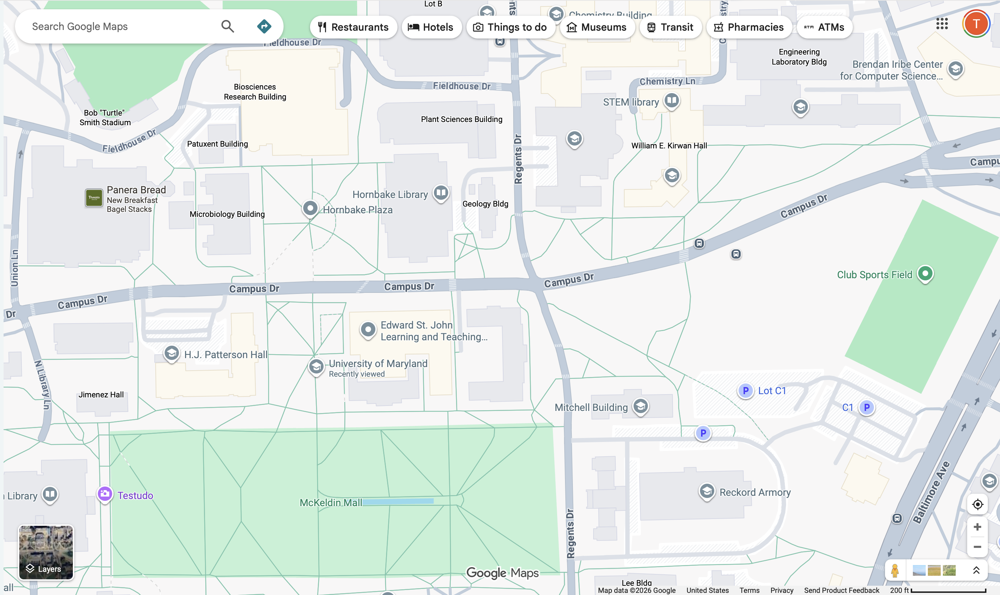 Lot B
Search Google Maps
Restaurants
Hotels
Things to do
Museums
Transit
Pharmacies
ATM
ATMs
T
Chemistry Building
Fieldhouse Dr
Engineering
Laboratory Bldg
Brendan Iribe Center
for Computer Science...
Biosciences
Research Building
Fieldhouse Dr
Chemistry Ln
STEM library
Bob "Turtle"
Smith Stadium
Plant Sciences Building
Fieldhouse Dr
Patuxent Building
Regents Dr
William E. Kirwan Hall
Campu
Panera Bread
New Breakfast
Bagel Stacks
Panera
Hornbake Library
Geology Bldg
Microbiology Building
Hornbake Plaza
Campus Dr
Union Ln
Club Sports Field
Campus Dr
Campus Dr
Campus Dr
Campus Dr
Dr
Edward St. John
Learning and Teaching...
H.J. Patterson Hall
University of Maryland
Recently viewed
N Library Ln
Jimenez Hall
P
Lot C1
Mitchell Building
C1
P
P
Library
Testudo
McKeldin Mall
Reckord Armory
Baltimore Ave
Regents Dr
Layers
Google Maps
Lee Bldg
all
Map data ©2026 Google
United States
Terms
Privacy
Send Product Feedback
200 ft